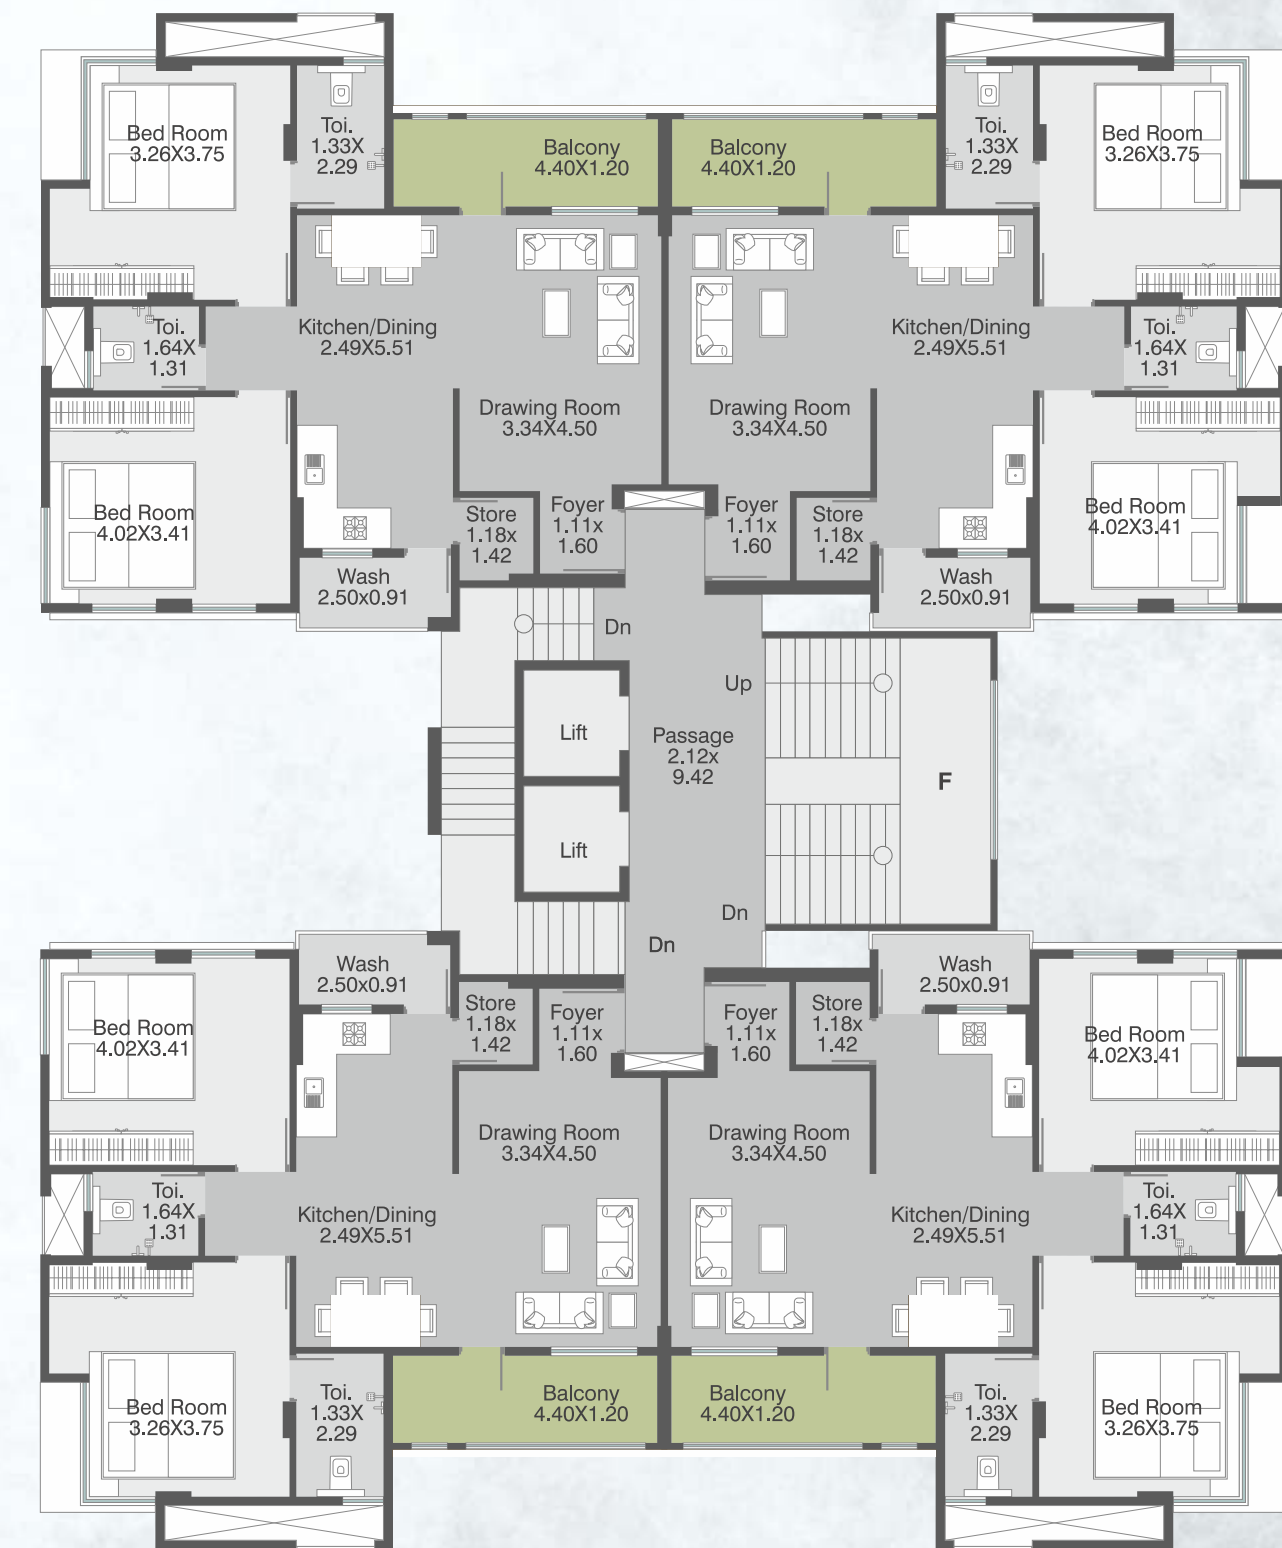 Bed Room
3.26X3.75
Toi.
1.33X
2.29
Balcony
4.40X1.20
Balcony
4.40X1.20
Toi.
1.33X
2.29
Bed Room
3.26X3.75
Toi.
1.64X
1.31
Kitchen/Dining
2.49X5.51
Kitchen/Dining
2.49X5.51
Toi.
1.64X
1.31
Drawing Room
3.34X4.50
Drawing Room
3.34X4.50
Bed Room
4.02X3.41
Store
1.18x
1.42
Foyer
1.11x
1.60
Foyer
1.11x
1.60
Store
1.18x
1.42
Bed Room
4.02X3.41
Wash
2.50x0.91
Wash
2.50x0.91
Dn
Up
Lift
Passage
2.12x
9.42
F
Lift
Dn
Dn
Wash
2.50x0.91
Wash
2.50x0.91
Bed Room
4.02X3.41
Store
1.18x
1.42
Foyer
1.11x
1.60
Foyer
1.11x
1.60
Store
1.18x
1.42
Bed Room
4.02X3.41
Drawing Room
3.34X4.50
Drawing Room
3.34X4.50
Toi.
1.64X
1.31
Kitchen/Dining
2.49X5.51
Kitchen/Dining
2.49X5.51
Toi.
1.64X
1.31
Bed Room
3.26X3.75
Toi.
1.33X
2.29
Balcony
4.40X1.20
Balcony
4.40X1.20
Toi.
1.33X
2.29
Bed Room
3.26X3.75